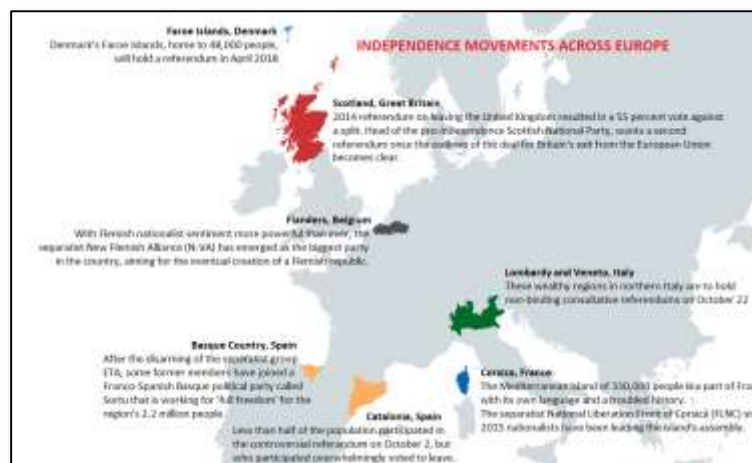 Faroe Islands, Denmark
Denmark's Faroe Islands, home to 48,000 people,
will hold a referendum in April 2018
INDEPENDENCE MOVEMENTS ACROSS EUROPE
Scotland, Great Britain
2014 referendum on leaving the United Kingdom resulted in a 55 percent vote against
a split. Head of the pro-independence Scottish National Party, wants a second
referendum once the outlines of the deal for Britain's exit from the European Union
becomes clear.
Flanders, Belgium
With Flemish nationalist sentiment more powerful than ever, the
separatist New Flemish Alliance (N-VA) has emerged as the biggest party
in the country, aiming for the eventual creation of a Flemish republic.
Lombardy and Veneto, Italy
These wealthy regions in northern Italy are to hold
non-binding consultative referendums on October 22
Basque Country, Spain
After the disarming of the separatist group
ETA, some former members have joined a
Franco-Spanish Basque political party called
Sortu that is working for 'full freedom' for the
region's 2.2 million people.
Catalonia, Spain
Less than half of the population participated in
the controversial referendum on October 2, but
who participated overwhelmingly voted to leave.
Corsica, France
The Mediterranean island of 330,000 people is a part of Fra
with its own language and a troubled history.
The separatist National Liberation Front of Corsica (FLNC) w
2015 nationalists have been leading the island's assembly.